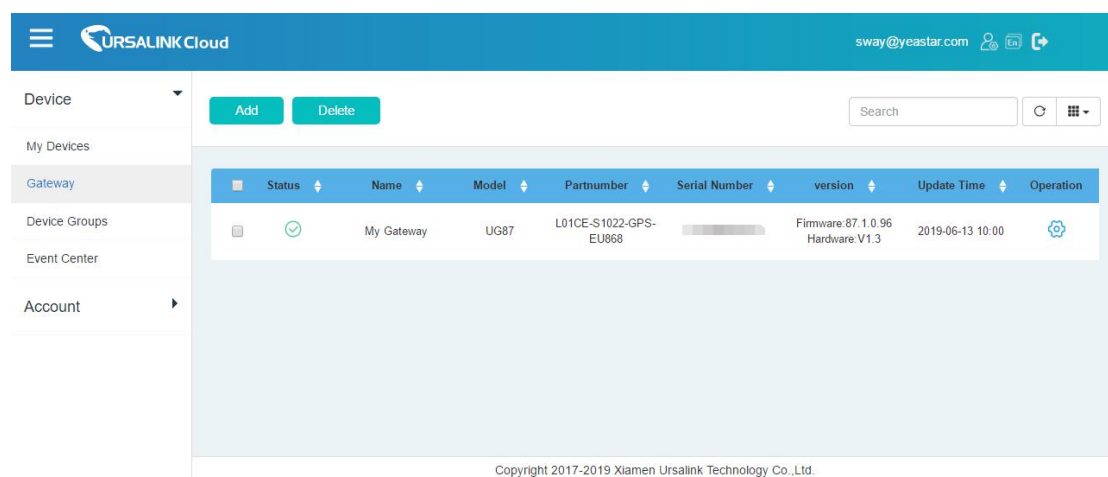 URSALINK Cloud
sway@yeastar.com
En
Device
Add
Delete
Search
My Devices
Gateway
Device Groups
Event Center
Account
Status
Name
Model
Partnumber
Serial Number
version
Update Time
Operation
My Gateway
UG87
L01CE-S1022-GPS-
EU868
Firmware:87.1.0.96
Hardware:V1.3
2019-06-13 10:00
Copyright 2017-2019 Xiamen Ursalink Technology Co.,Ltd.